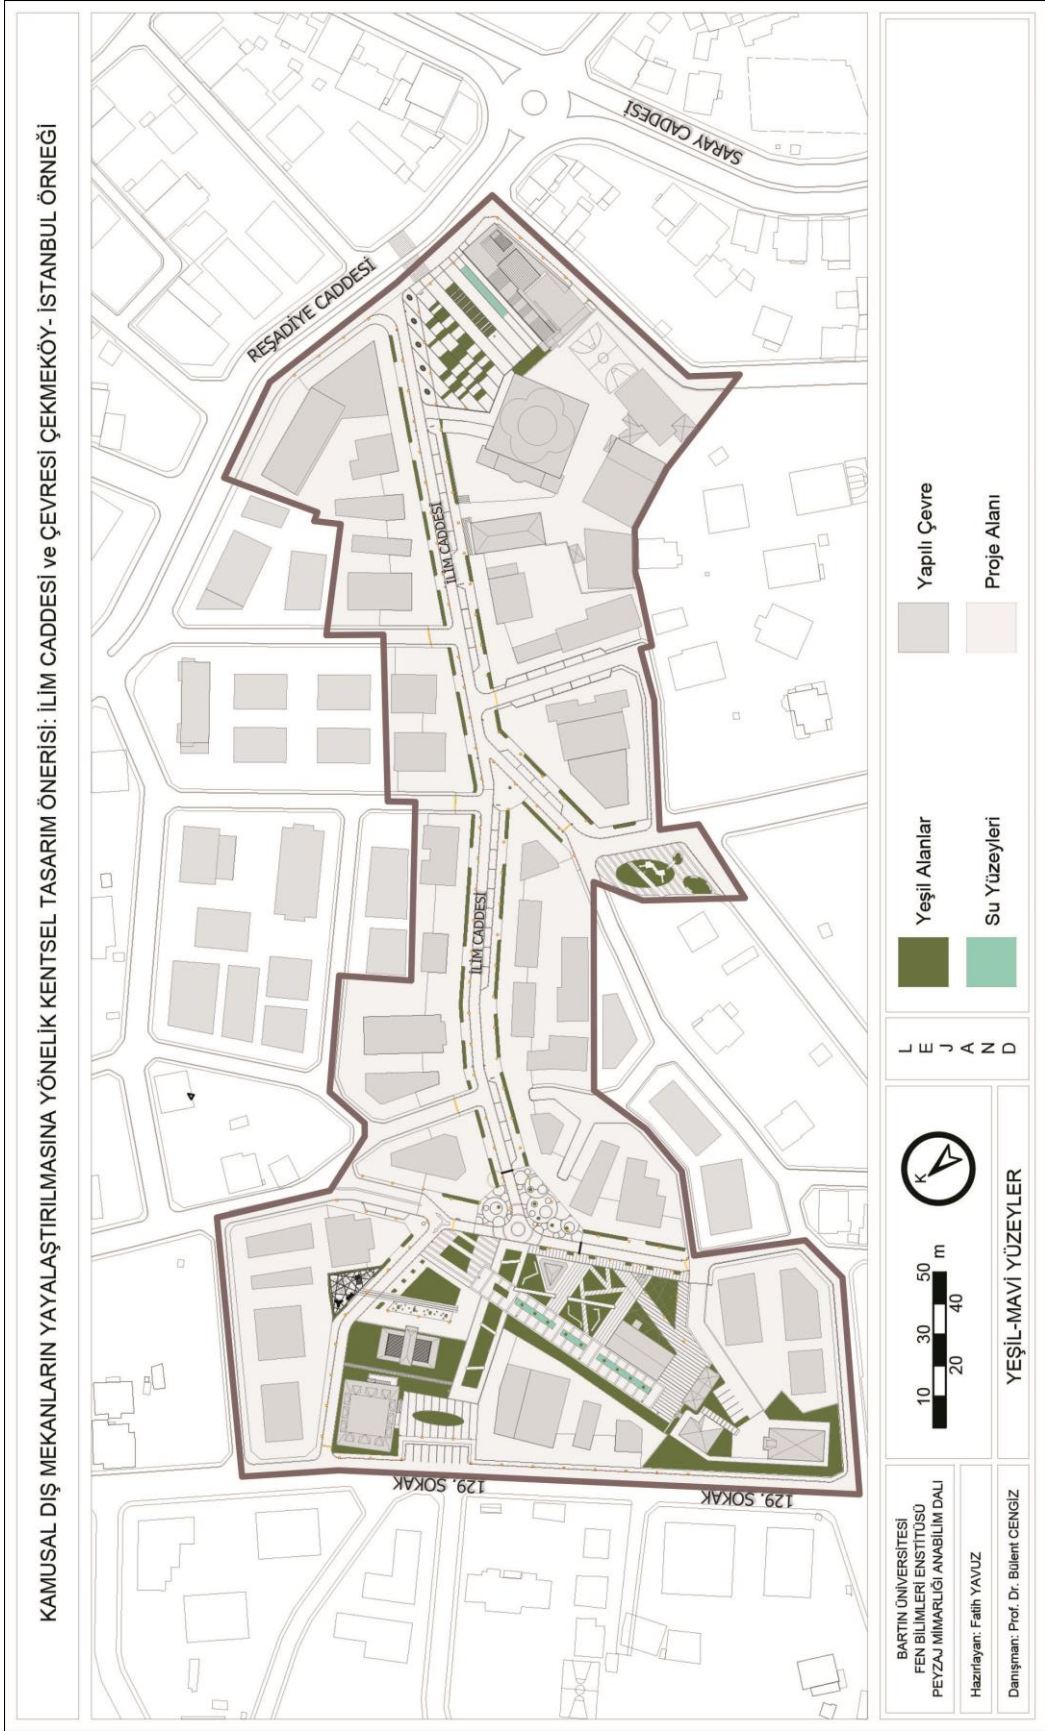 KAMUSAL DIŞ MEKANLARIN YAYALAŞTIRILMASINA YÖNELİK KENTSEL TASARIM ÖNERİSİ: İLİM CADDESİ ve ÇEVRESİ ÇEKMEKÖY- İSTANBUL ÖRNEĞİ
REŞADİYE CADDESİ
SARAY CADDESİ
İLİM CADDESİ
İLİM CADDESİ
129. SOKAK
129. SOKAK
BARTIN ÜNİVERSİTESİ
FEN BİLİMLERİ ENSTİTÜSÜ
PEYZAJ MİMARLIĞI ANABİLİM DALI
Hazırlayan: Fatih YAVUZ
Danışman: Prof. Dr. Bülent CENGİZ
10 30 50 m
20 40
K
YEŞİL-MAVİ YÜZEYLER
L
E
J
A
N
D
Yeşil Alanlar
Yapılı Çevre
Su Yüzeyleri
Proje Alanı